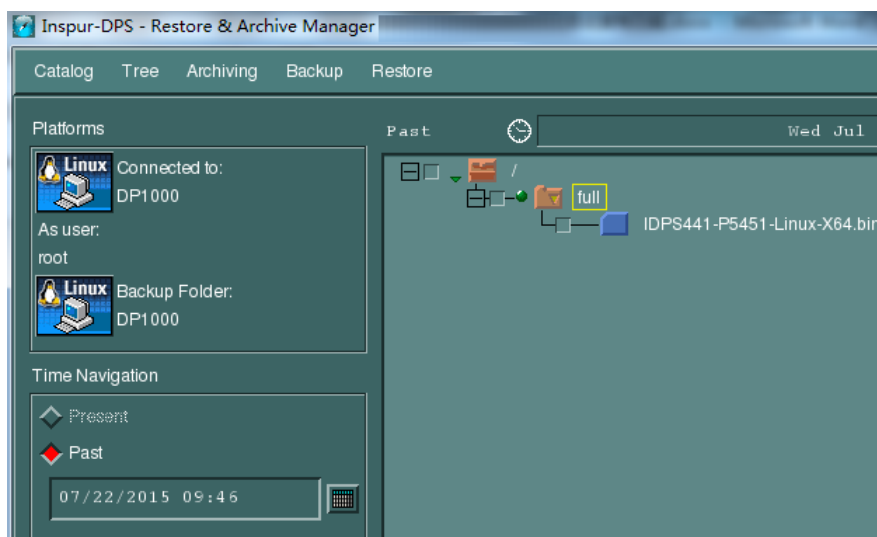 Inspur-DPS - Restore & Archive Manager
Catalog Tree Archiving Backup Restore
Platforms
Linux
Connected to:
DP1000
As user:
root
Linux
Backup Folder:
DP1000
Time Navigation
Present
Past
07/22/2015 09:46
Past
Wed Jul
/
full
IDPS441-P5451-Linux-X64.bin